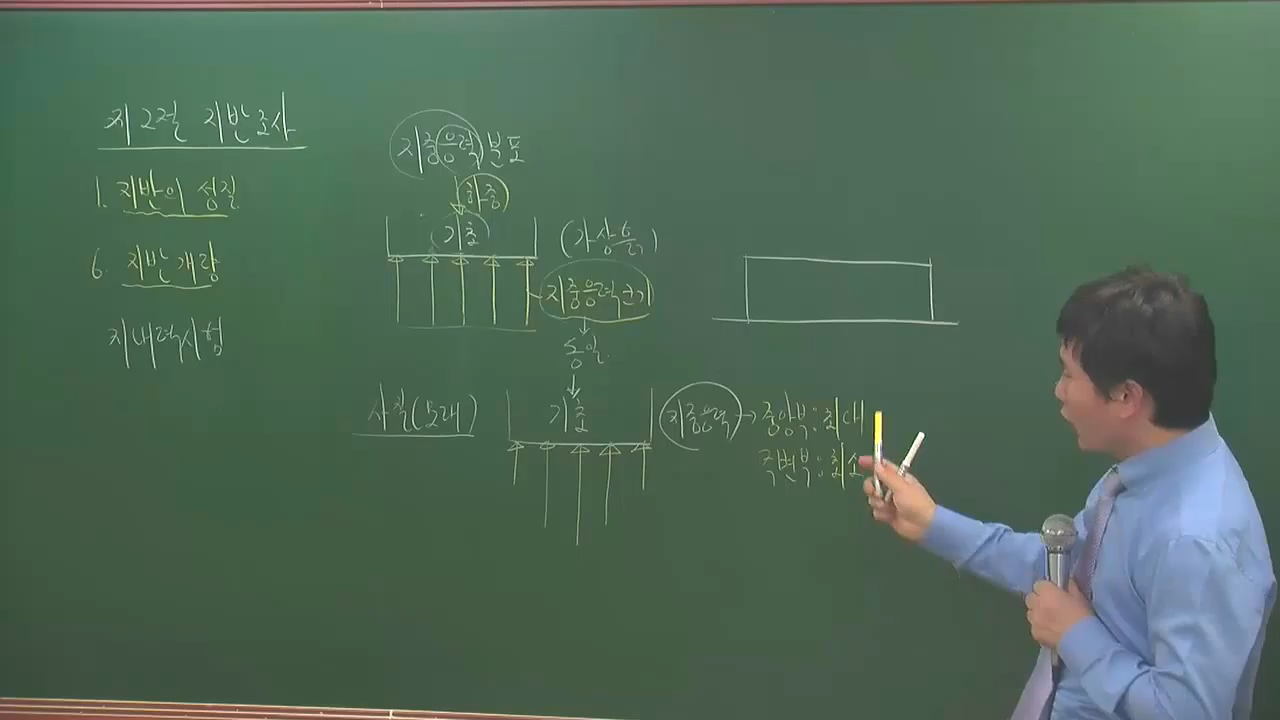 제2절 지반조사
1. 지반의 성질
6. 지반개량
지내력시험
지중응력분포
하중
기초
(가상원리)
지중응력크기
동일
사질(모래)
기초
지중응력 → 중앙부 : 최대
주변부 : 최소